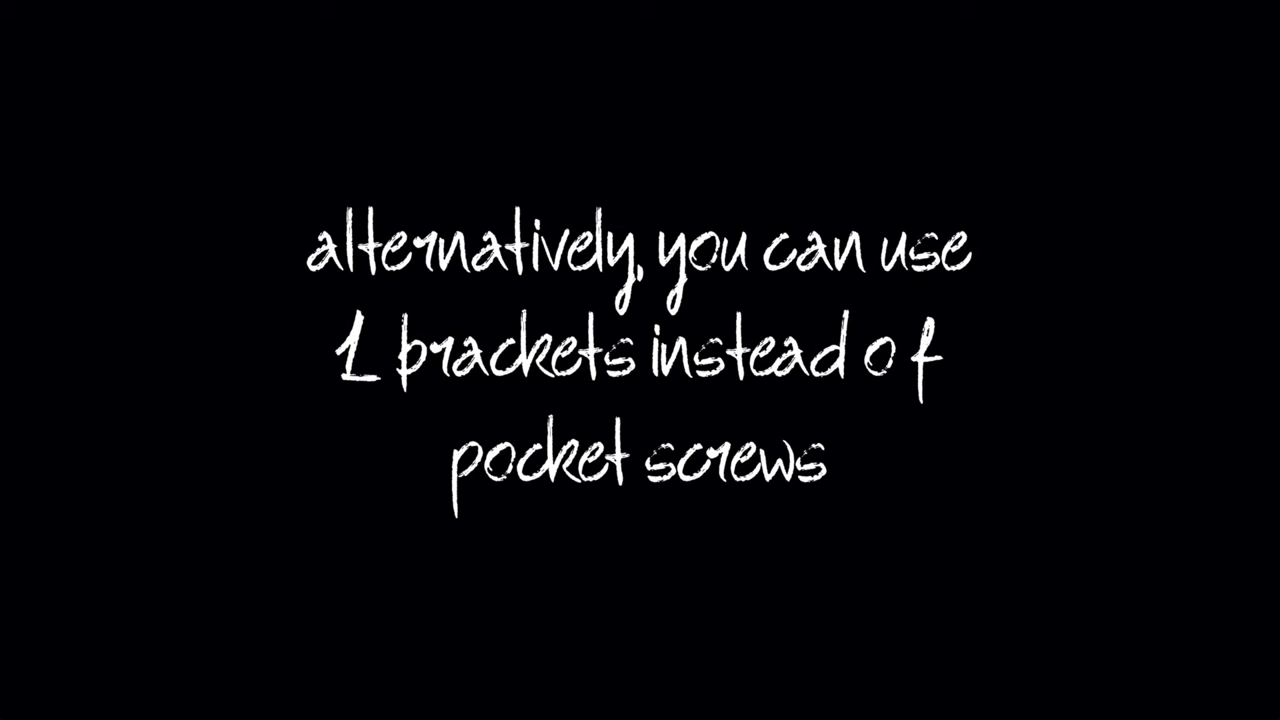 alternatively, you can use
L brackets instead of
pocket screws